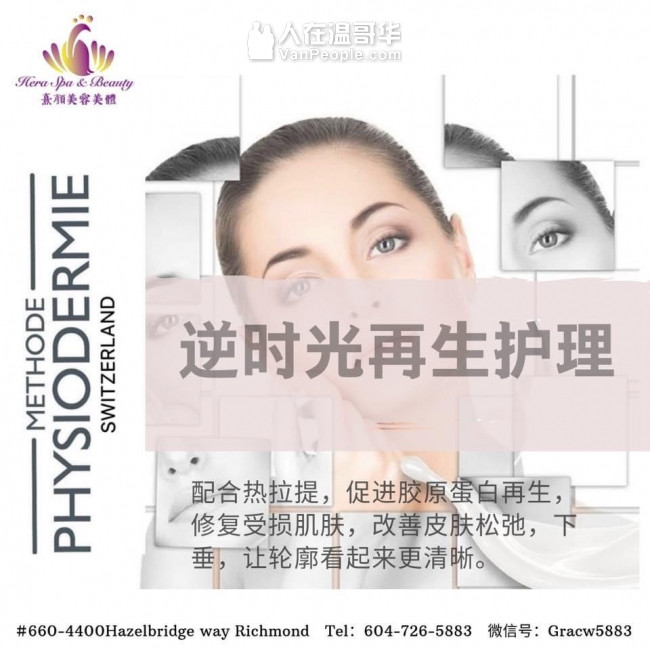 人在温哥华
VanPeople.com
Hera Spa & Beauty
熹顏美容美體
METHODE
PHYSIODERMIE
SWITZERLAND
逆时光再生护理
配合热拉提，促进胶原蛋白再生，
修复受损肌肤，改善皮肤松弛，下
垂，让轮廓看起来更清晰。
#660-4400Hazelbridge way Richmond Tel：604-726-5883 微信号：Gracw5883